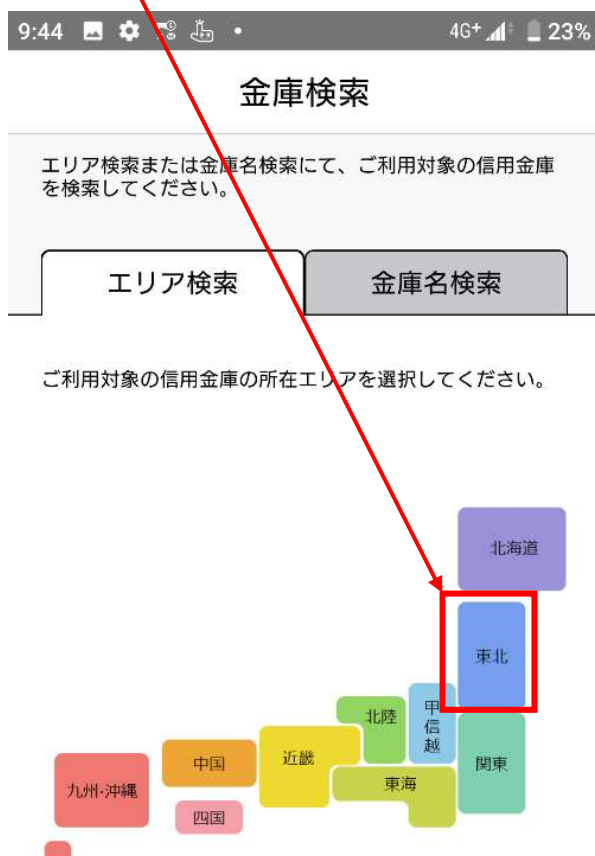 9:44 4G+ 23%
金庫検索
エリア検索または金庫名検索にて、ご利用対象の信用金庫
を検索してください。
エリア検索 金庫名検索
ご利用対象の信用金庫の所在エリアを選択してください。
北海道
東北
北陸
甲信越
関東
近畿
東海
中国
四国
九州・沖縄